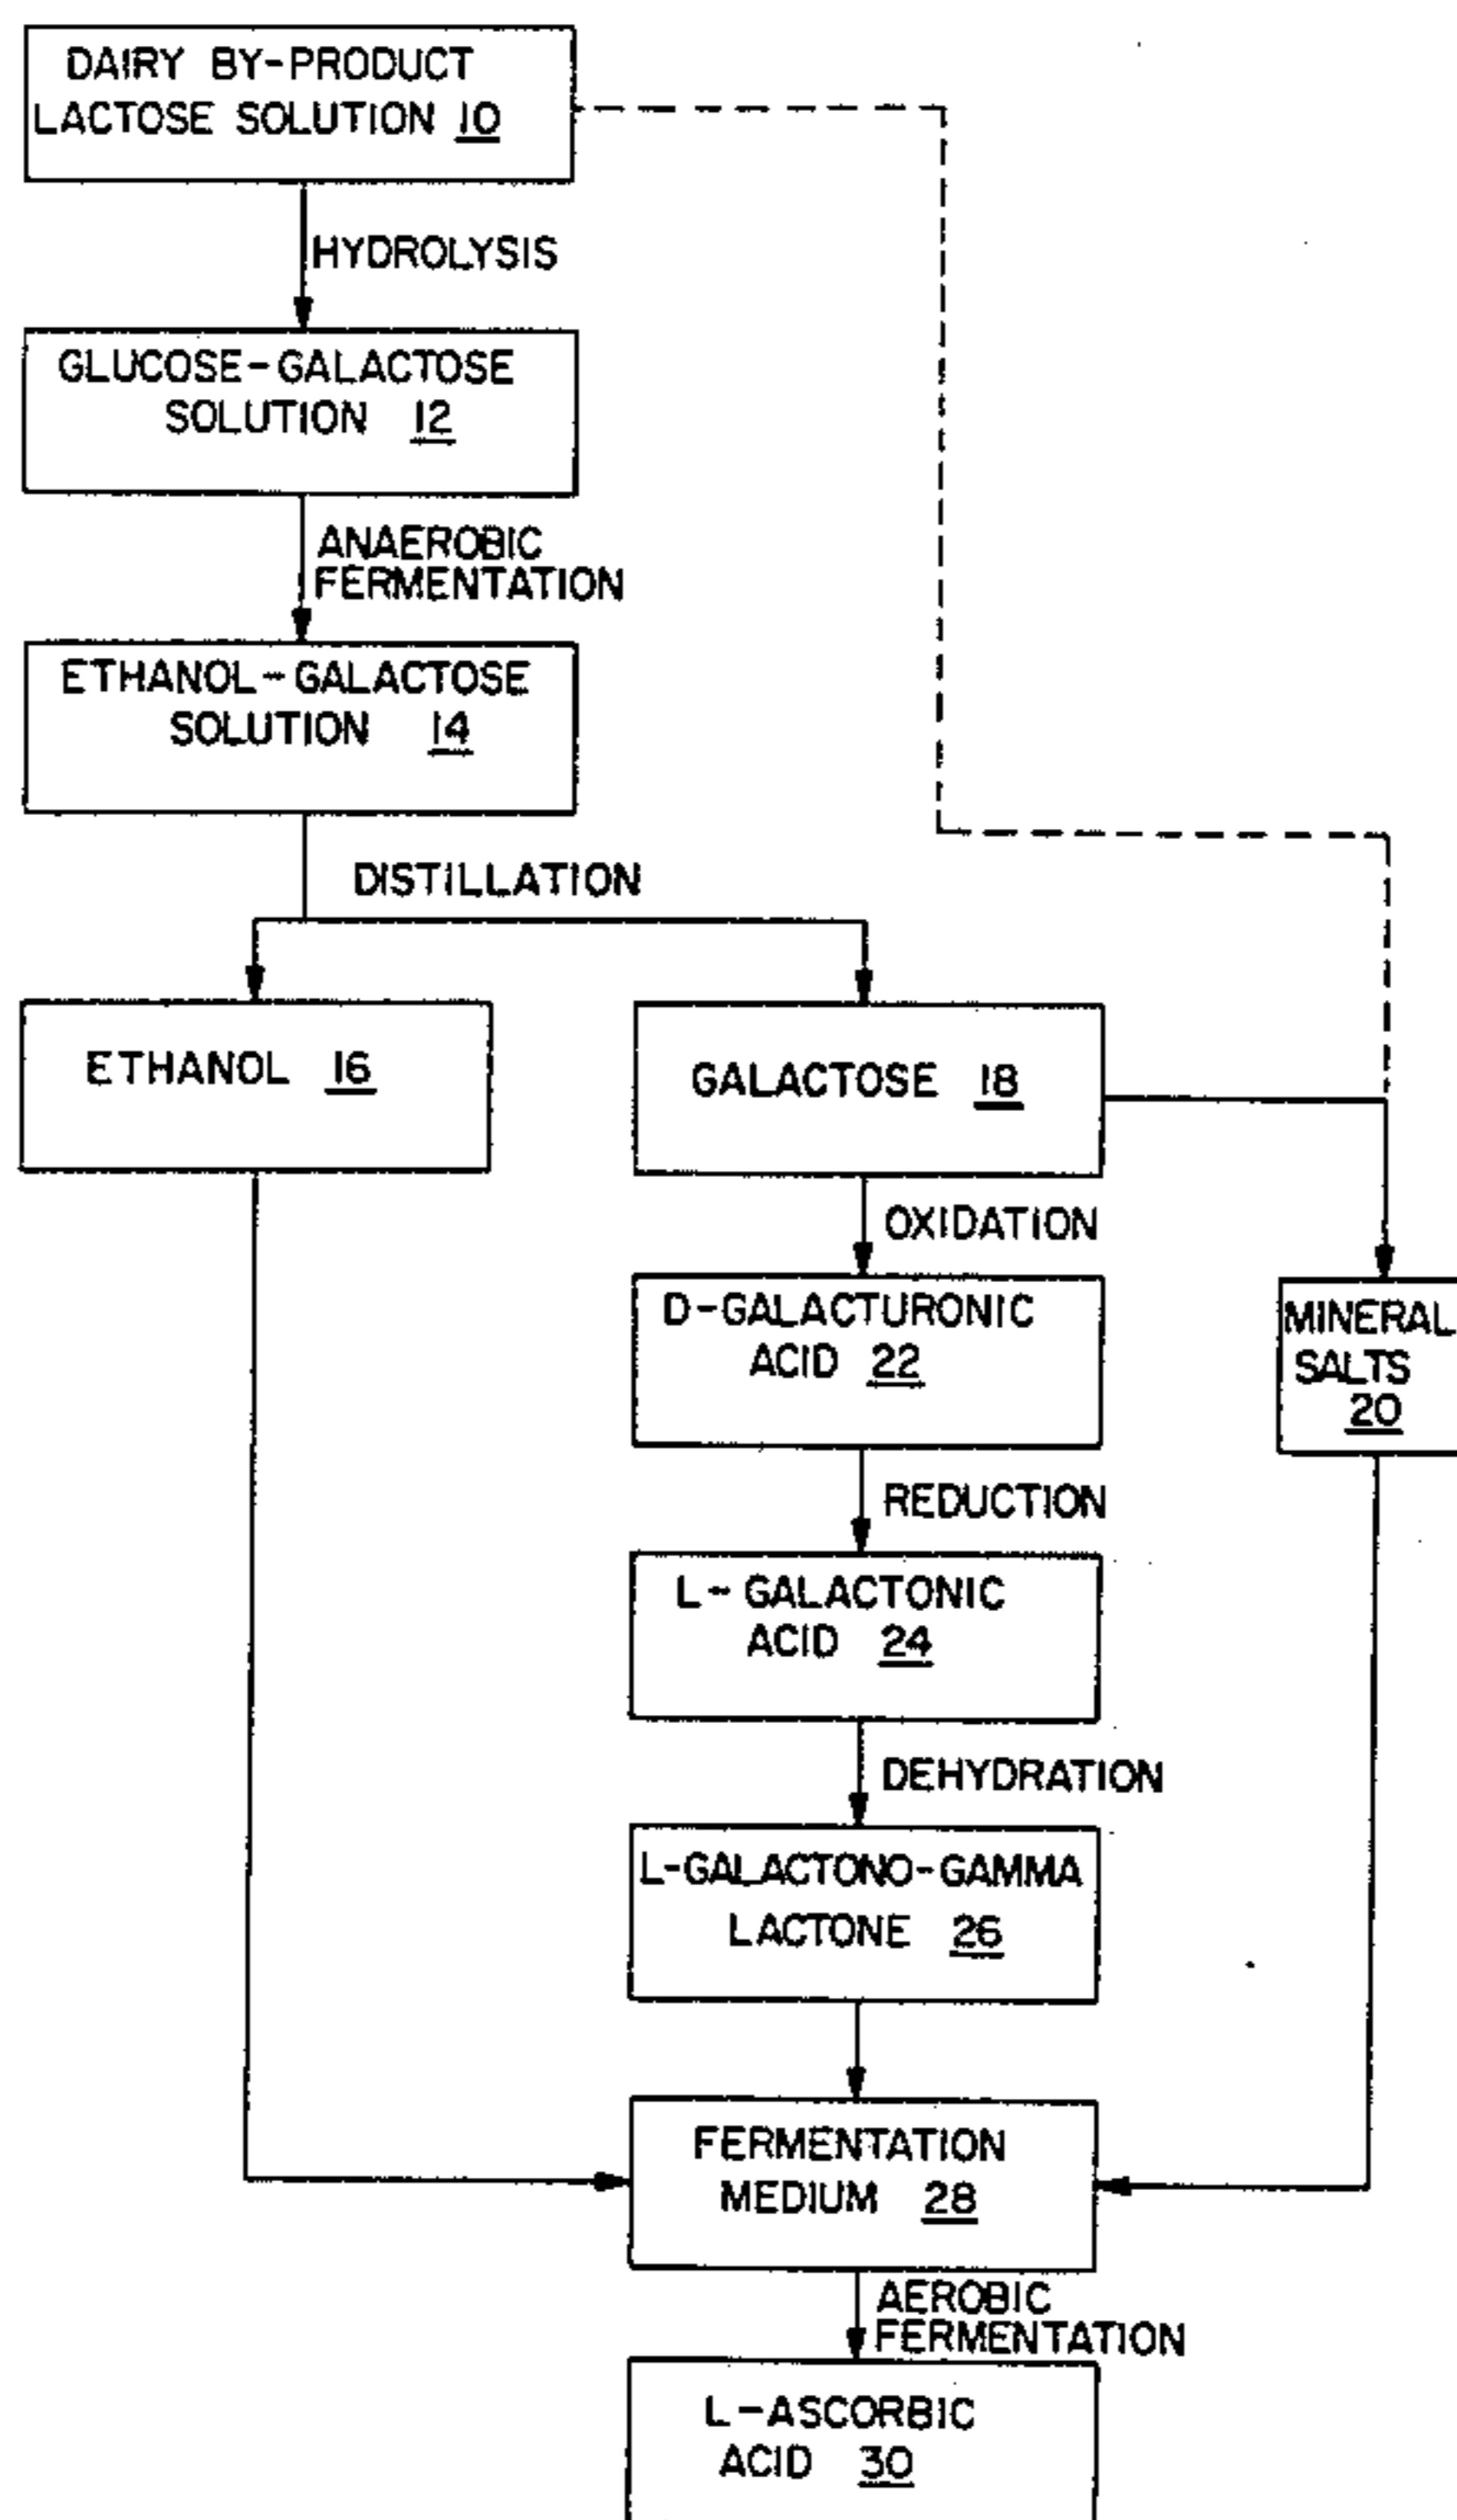 DAIRY BY-PRODUCT
LACTOSE SOLUTION 10
HYDROLYSIS
GLUCOSE-GALACTOSE
SOLUTION 12
ANAEROBIC
FERMENTATION
ETHANOL-GALACTOSE
SOLUTION 14
DISTILLATION
ETHANOL 16
GALACTOSE 18
OXIDATION
D-GALACTURONIC
ACID 22
MINERAL
SALTS
20
REDUCTION
L-GALACTONIC
ACID 24
DEHYDRATION
L-GALACTONO-GAMMA
LACTONE 26
FERMENTATION
MEDIUM 28
AEROBIC
FERMENTATION
L-ASCORBIC
ACID 30